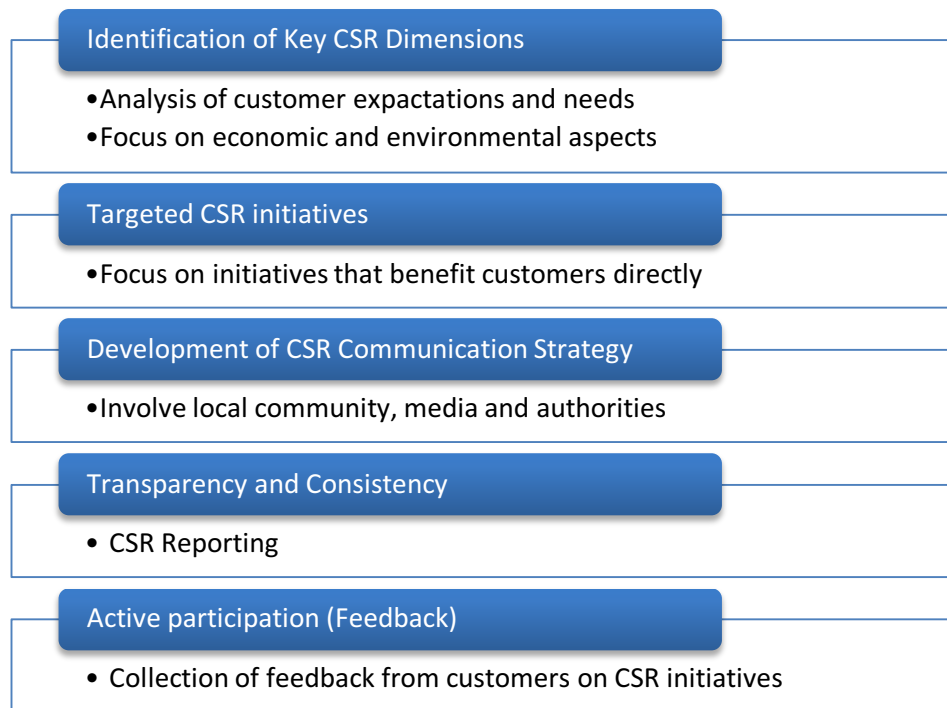 Identification of Key CSR Dimensions
•Analysis of customer expactations and needs
•Focus on economic and environmental aspects
Targeted CSR initiatives
•Focus on initiatives that benefit customers directly
Development of CSR Communication Strategy
•Involve local community, media and authorities
Transparency and Consistency
• CSR Reporting
Active participation (Feedback)
• Collection of feedback from customers on CSR initiatives